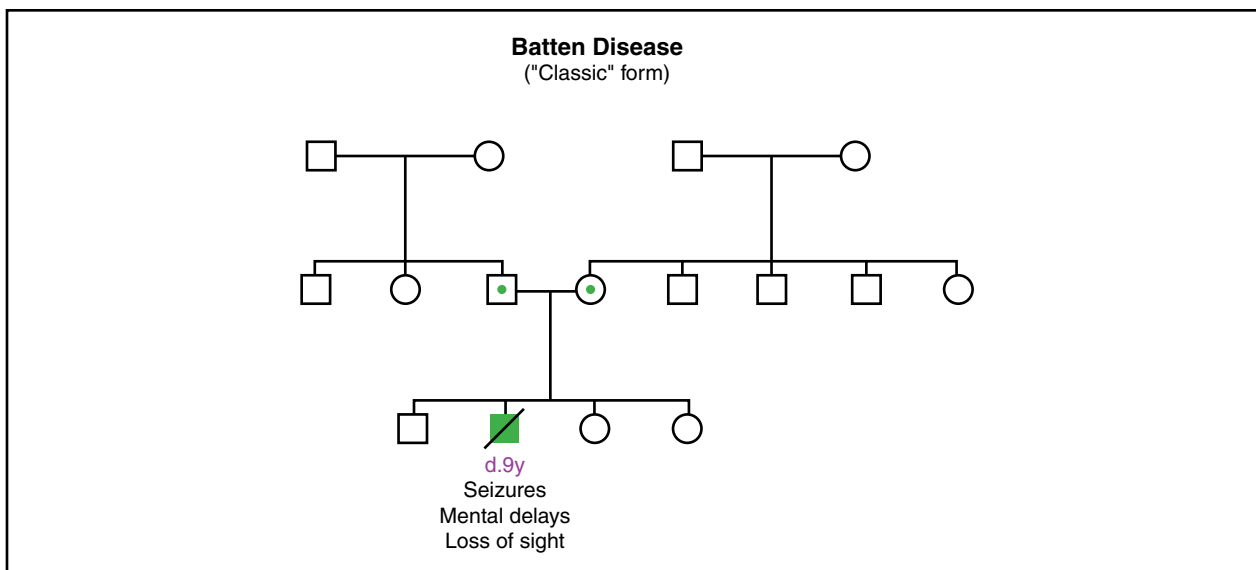 Batten Disease
("Classic" form)
d.9y
Seizures
Mental delays
Loss of sight